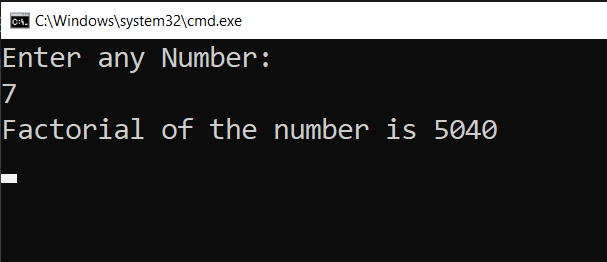 C:\Windows\system32\cmd.exe
Enter any Number:
7
Factorial of the number is 5040